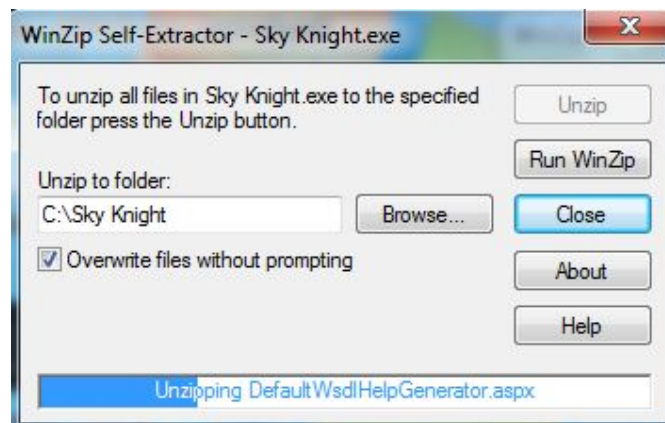 WinZip Self-Extractor - Sky Knight.exe
To unzip all files in Sky Knight.exe to the specified
folder press the Unzip button.
Unzip
Run WinZip
Unzip to folder:
C:\Sky Knight
Browse...
Close
Overwrite files without prompting
About
Help
Unzipping DefaultWsdlHelpGenerator.aspx